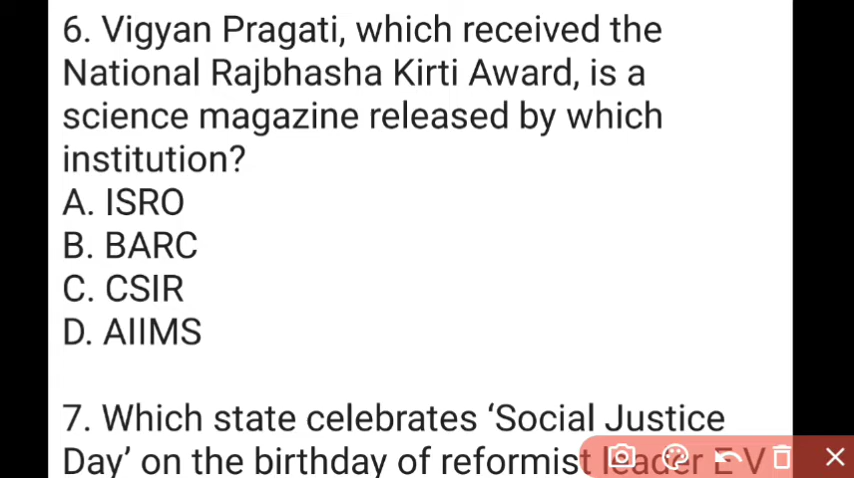 6. Vigyan Pragati, which received the
National Rajbhasha Kirti Award, is a
science magazine released by which
institution?
A. ISRO
B. BARC
C. CSIR
D. AIIMS
7. Which state celebrates ‘Social Justice
Day’ on the birthday of reformist leader E V